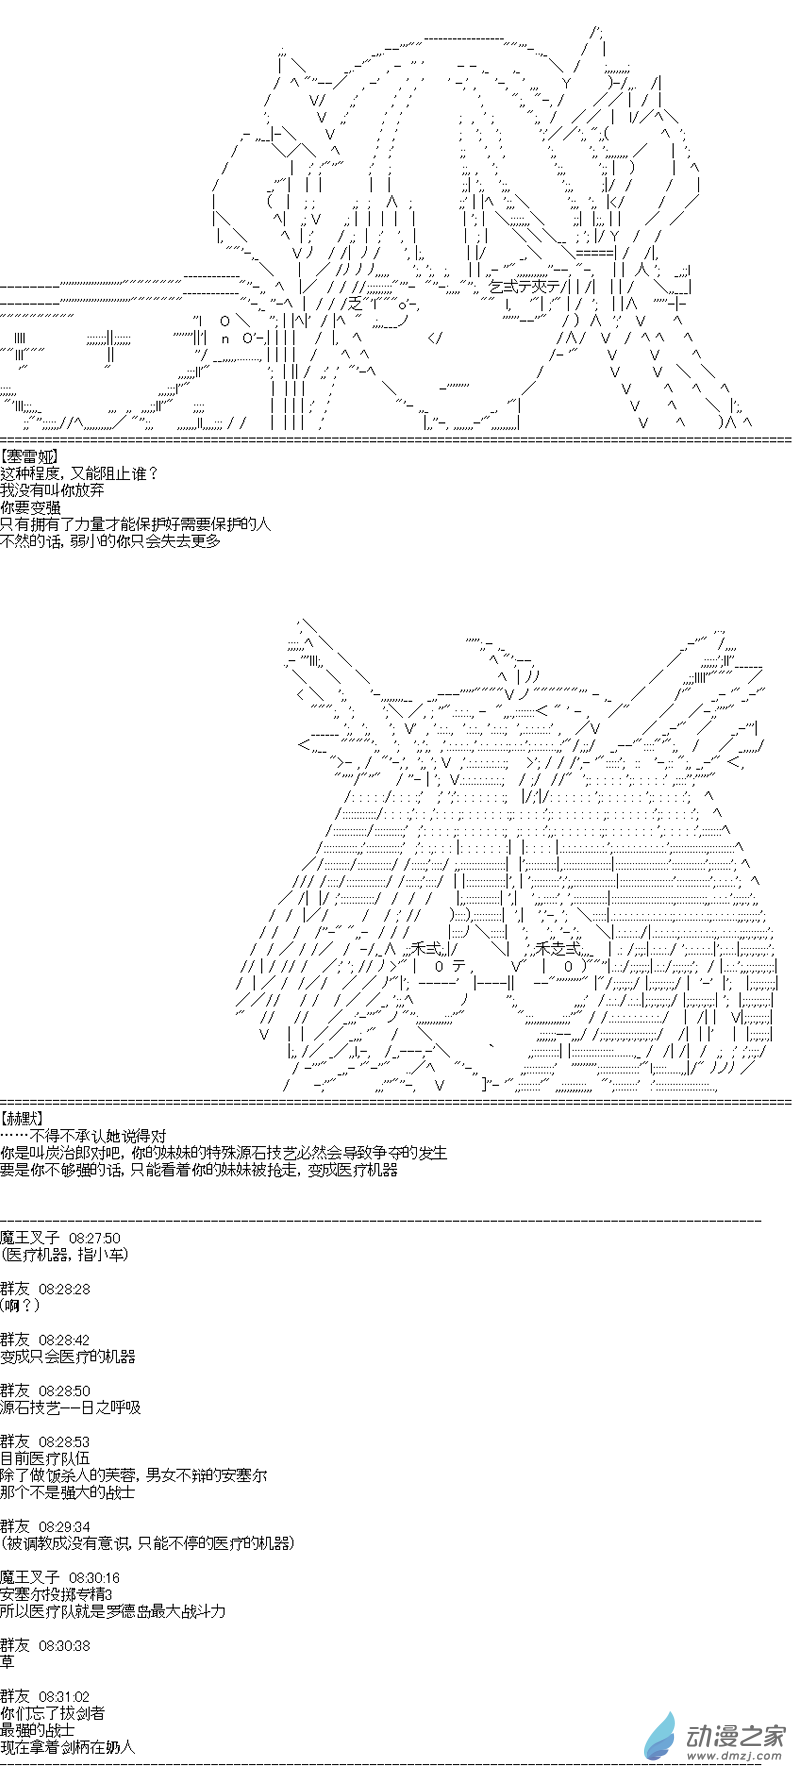 【塞雷娅】
这种程度，又能阻止谁？
我没有叫你放弃
你要变强
只有拥有了力量才能保护好需要保护的人
不然的话，弱小的你只会失去更多
【赫默】
……不得不承认她说得对
你是叫炭治郎对吧，你的妹妹的特殊源石技艺必然会导致争夺的发生
要是你不够强的话，只能看着你的妹妹被抢走，变成医疗机器
魔王叉子 08:27:50
（医疗机器，指小车）
群友 08:28:28
（啊？）
群友 08:28:42
变成只会医疗的机器
群友 08:28:50
源石技艺——日之呼吸
群友 08:28:53
目前医疗队伍
除了做饭杀人的芙蓉，男女不辩的安塞尔
那个不是强大的战士
群友 08:29:34
（被调教成没有意识，只能不停的医疗的机器）
魔王叉子 08:30:16
安塞尔投掷专精3
所以医疗队就是罗德岛最大战斗力
群友 08:30:38
草
群友 08:31:02
你们忘了拔剑者
最强的战士
现在拿着剑柄在奶人
动漫之家
www.dmzj.com